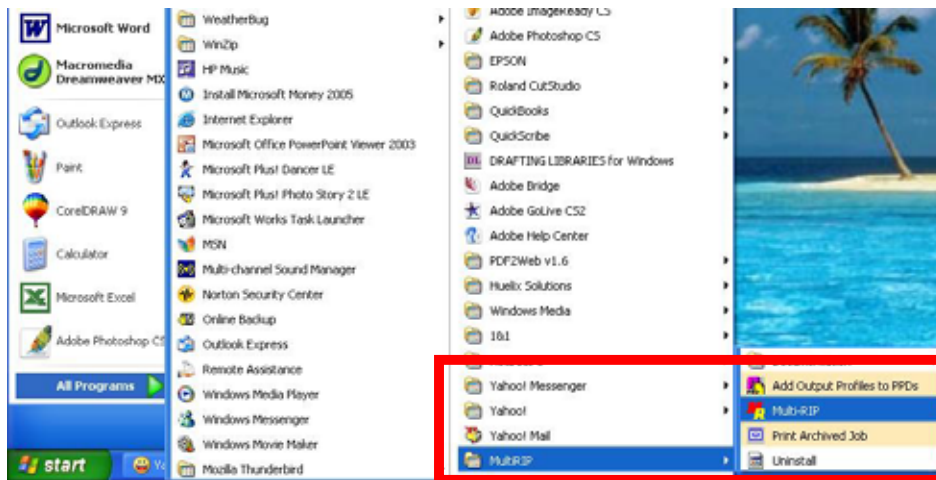 Microsoft Word
Macromedia
Dreamweaver MX
Outlook Express
Paint
CorelDRAW 9
Calculator
Microsoft Excel
Adobe Photoshop CS
All Programs
start
WeatherBug
WinZip
HP Music
Install Microsoft Money 2005
Internet Explorer
Microsoft Office PowerPoint Viewer 2003
Microsoft Plus! Dancer LE
Microsoft Plus! Photo Story 2 LE
Microsoft Works Task Launcher
MSN
Multi-channel Sound Manager
Norton Security Center
Online Backup
Outlook Express
Remote Assistance
Windows Media Player
Windows Messenger
Windows Movie Maker
Mozilla Thunderbird
Adobe ImageReady CS
Adobe Photoshop CS
EPSON
Roland CutStudio
QuickBooks
QuickScribe
DRAFTING LIBRARIES for Windows
Adobe Bridge
Adobe GoLive CS2
Adobe Help Center
PDF2Web v1.6
Huelix Solutions
Windows Media
1&1
Yahoo! Messenger
Yahoo!
Yahoo! Mail
MultiRIP
Add Output Profiles to PPDs
Multi-RIP
Print Archived Job
Uninstall